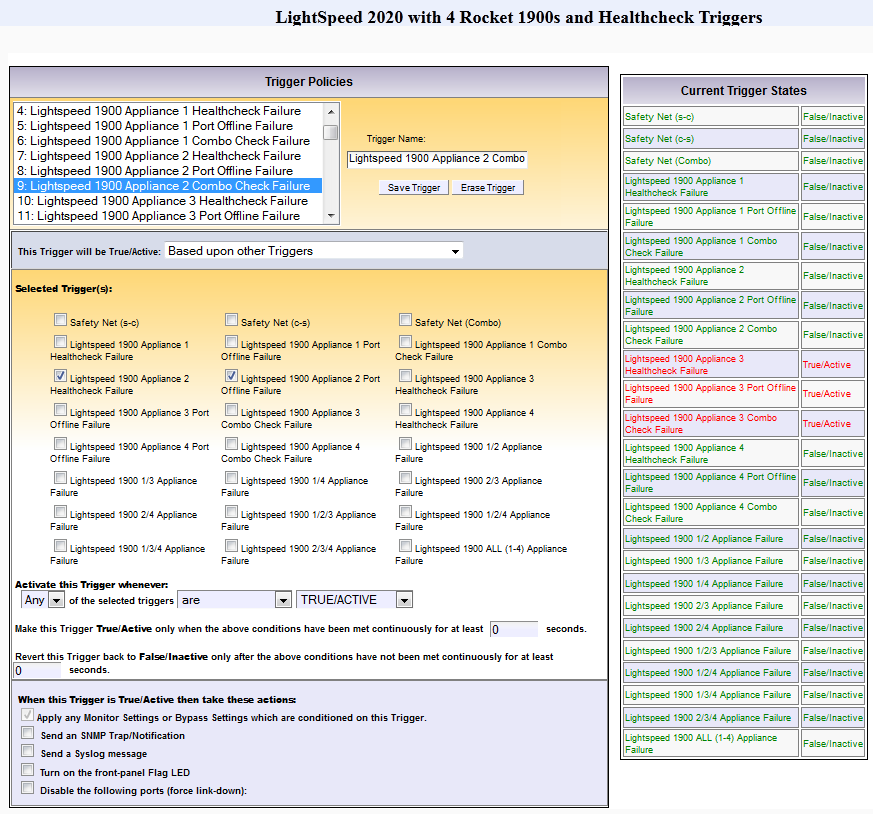 LightSpeed 2020 with 4 Rocket 1900s and Healthcheck Triggers
Trigger Policies
4: Lightspeed 1900 Appliance 1 Healthcheck Failure
5: Lightspeed 1900 Appliance 1 Port Offline Failure
6: Lightspeed 1900 Appliance 1 Combo Check Failure
7: Lightspeed 1900 Appliance 2 Healthcheck Failure
8: Lightspeed 1900 Appliance 2 Port Offline Failure
9: Lightspeed 1900 Appliance 2 Combo Check Failure
10: Lightspeed 1900 Appliance 3 Healthcheck Failure
11: Lightspeed 1900 Appliance 3 Port Offline Failure
Trigger Name:
Lightspeed 1900 Appliance 2 Combo
Save Trigger Erase Trigger
This Trigger will be True/Active: Based upon other Triggers
Selected Trigger(s):
Safety Net (s-c) Safety Net (c-s) Safety Net (Combo)
Lightspeed 1900 Appliance 1 Lightspeed 1900 Appliance 1 Port Lightspeed 1900 Appliance 1 Combo
Healthcheck Failure Offline Failure Check Failure
Lightspeed 1900 Appliance 2 Lightspeed 1900 Appliance 2 Port Lightspeed 1900 Appliance 3
Healthcheck Failure Offline Failure Healthcheck Failure
Lightspeed 1900 Appliance 3 Port Lightspeed 1900 Appliance 3 Lightspeed 1900 Appliance 4
Offline Failure Combo Check Failure Healthcheck Failure
Lightspeed 1900 Appliance 4 Port Lightspeed 1900 Appliance 4 Lightspeed 1900 1/2 Appliance
Offline Failure Combo Check Failure Failure
Lightspeed 1900 1/3 Appliance Lightspeed 1900 1/4 Appliance Lightspeed 1900 2/3 Appliance
Failure Failure Failure
Lightspeed 1900 2/4 Appliance Lightspeed 1900 1/2/3 Appliance Lightspeed 1900 1/2/4 Appliance
Failure Failure Failure
Lightspeed 1900 1/3/4 Appliance Lightspeed 1900 2/3/4 Appliance Lightspeed 1900 ALL (1-4) Appliance
Failure Failure Failure
Activate this Trigger whenever:
Any of the selected triggers are TRUE/ACTIVE
Make this Trigger True/Active only when the above conditions have been met continuously for at least 0 seconds.
Revert this Trigger back to False/Inactive only after the above conditions have not been met continuously for at least
0 seconds.
When this Trigger is True/Active then take these actions:
Apply any Monitor Settings or Bypass Settings which are conditioned on this Trigger.
Send an SNMP Trap/Notification
Send a Syslog message
Turn on the front-panel Flag LED
Disable the following ports (force link-down):
Current Trigger States
Safety Net (s-c) False/Inactive
Safety Net (c-s) False/Inactive
Safety Net (Combo) False/Inactive
Lightspeed 1900 Appliance 1
Healthcheck Failure False/Inactive
Lightspeed 1900 Appliance 1 Port Offline
Failure False/Inactive
Lightspeed 1900 Appliance 1 Combo
Check Failure False/Inactive
Lightspeed 1900 Appliance 2
Healthcheck Failure False/Inactive
Lightspeed 1900 Appliance 2 Port Offline
Failure False/Inactive
Lightspeed 1900 Appliance 2 Combo
Check Failure False/Inactive
Lightspeed 1900 Appliance 3
Healthcheck Failure True/Active
Lightspeed 1900 Appliance 3 Port Offline
Failure True/Active
Lightspeed 1900 Appliance 3 Combo
Check Failure True/Active
Lightspeed 1900 Appliance 4
Healthcheck Failure False/Inactive
Lightspeed 1900 Appliance 4 Port Offline
Failure False/Inactive
Lightspeed 1900 Appliance 4 Combo
Check Failure False/Inactive
Lightspeed 1900 1/2 Appliance Failure False/Inactive
Lightspeed 1900 1/3 Appliance Failure False/Inactive
Lightspeed 1900 1/4 Appliance Failure False/Inactive
Lightspeed 1900 2/3 Appliance Failure False/Inactive
Lightspeed 1900 2/4 Appliance Failure False/Inactive
Lightspeed 1900 1/2/3 Appliance Failure False/Inactive
Lightspeed 1900 1/2/4 Appliance Failure False/Inactive
Lightspeed 1900 1/3/4 Appliance Failure False/Inactive
Lightspeed 1900 2/3/4 Appliance Failure False/Inactive
Lightspeed 1900 ALL (1-4) Appliance
Failure False/Inactive